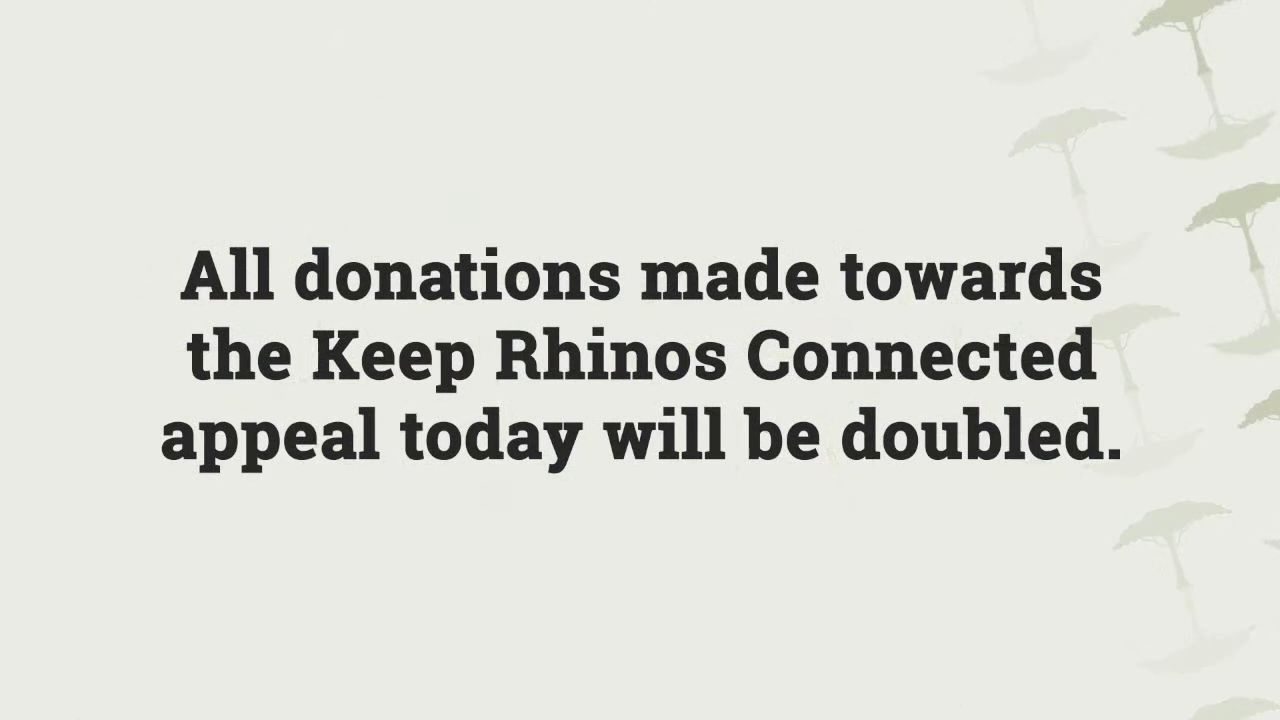 All donations made towards
the Keep Rhinos Connected
appeal today will be doubled.